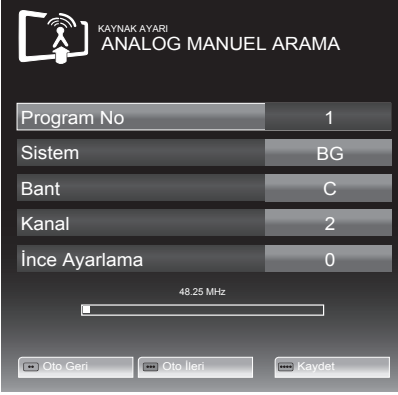 KAYNAK AYARI
ANALOG MANUEL ARAMA
Program No 1
Sistem BG
Bant C
Kanal 2
İnce Ayarlama 0
48.25 MHz
Oto Geri Oto İleri Kaydet